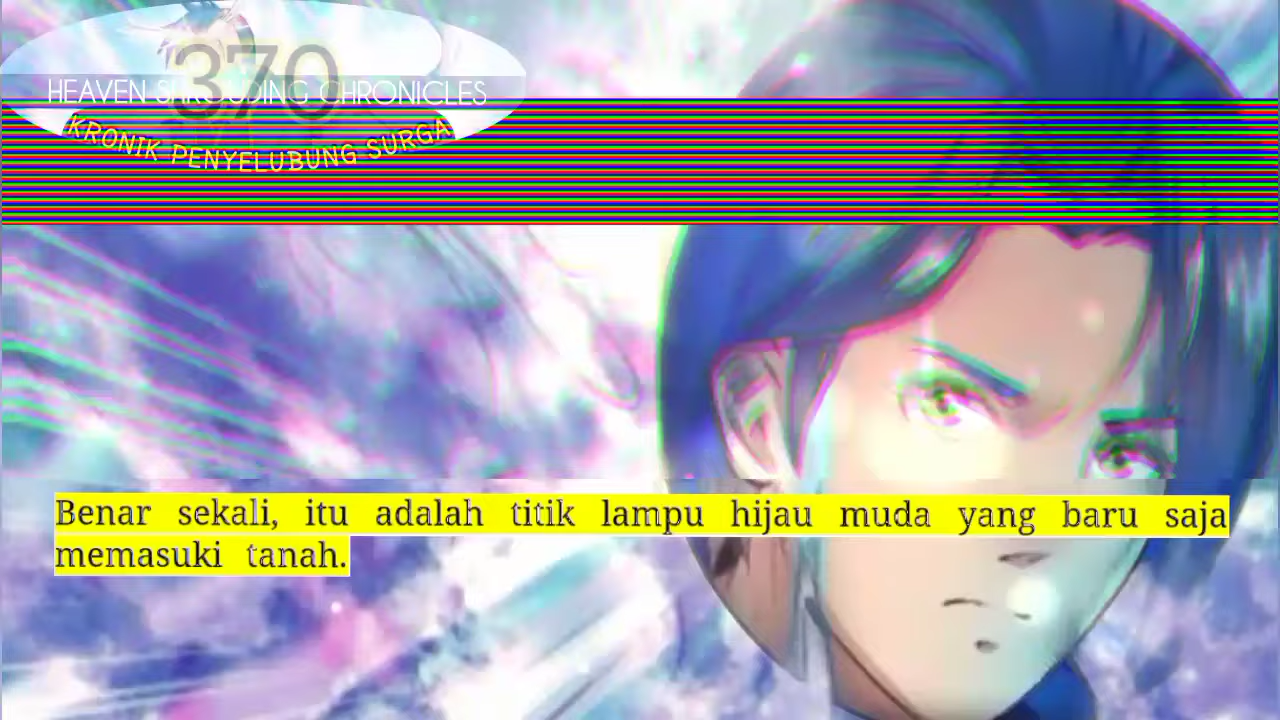 370
HEAVEN SHROUDING CHRONICLES
KRONIK PENYELUBUNG SURGA
Benar sekali, itu adalah titik lampu hijau muda yang baru saja
memasuki tanah.